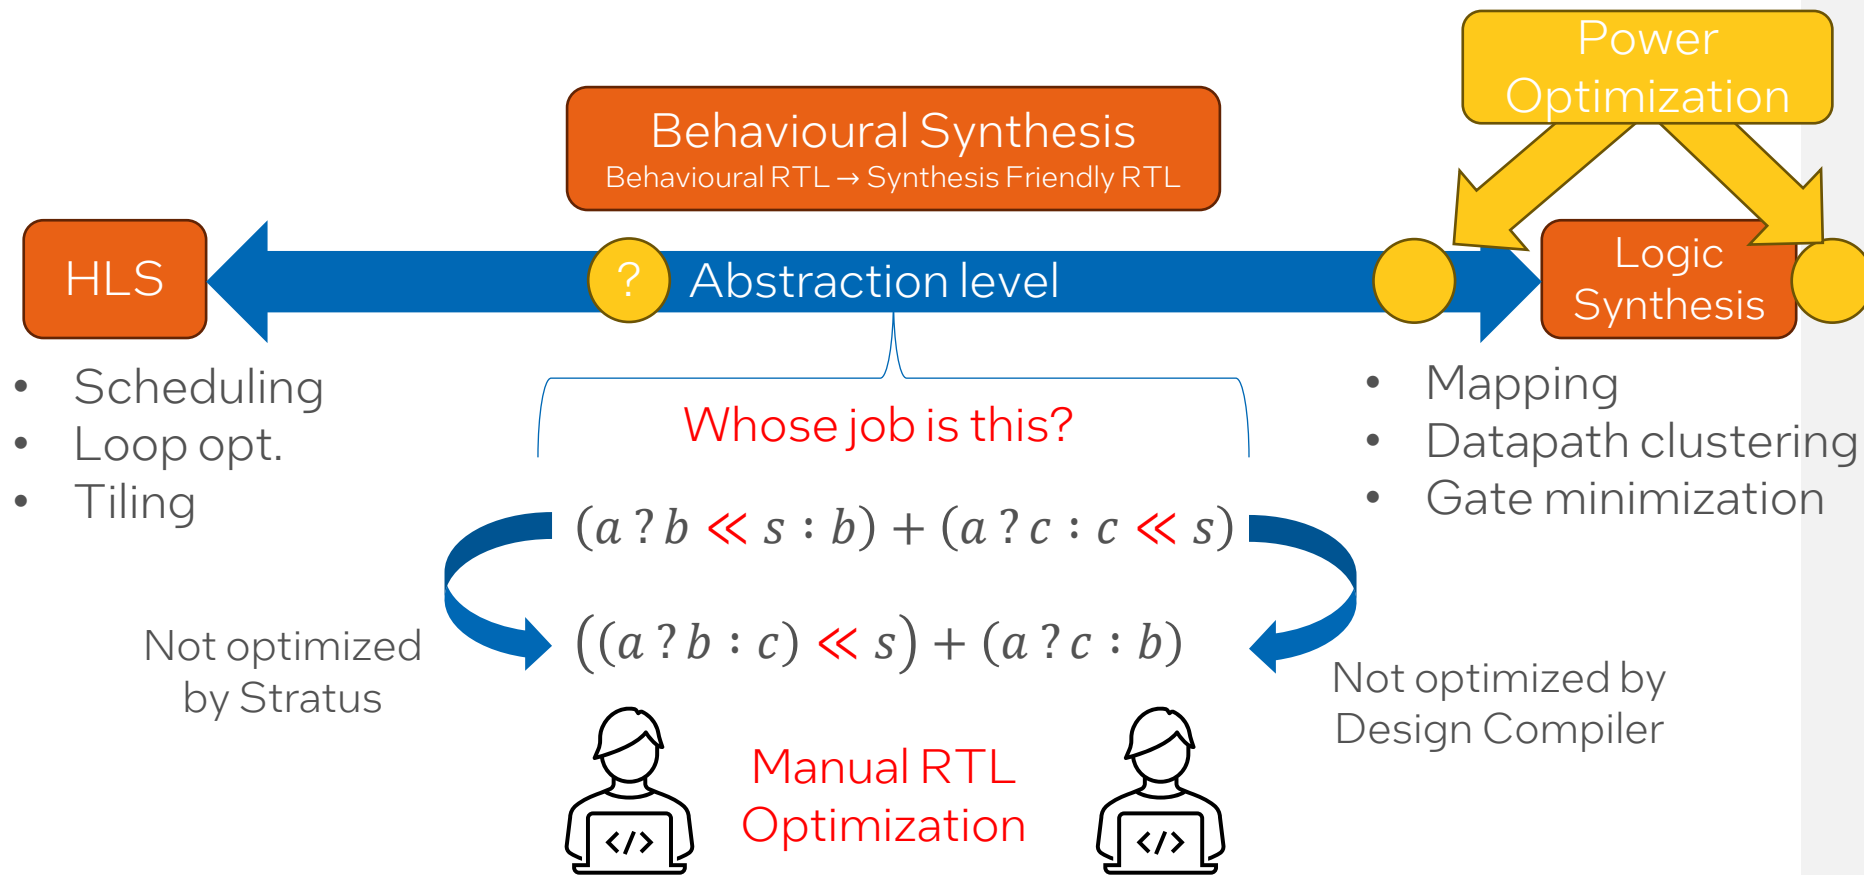 Power
Optimization
Behavioural Synthesis
Behavioural RTL → Synthesis Friendly RTL
HLS
?
Abstraction level
Logic
Synthesis
• Scheduling
• Loop opt.
• Tiling
Whose job is this?
• Mapping
• Datapath clustering
• Gate minimization
(a ? b ≪ s : b) + (a ? c : c ≪ s)
((a ? b : c) ≪ s) + (a ? c : b)
Not optimized
by Stratus
Not optimized by
Design Compiler
Manual RTL
Optimization
</>
</>